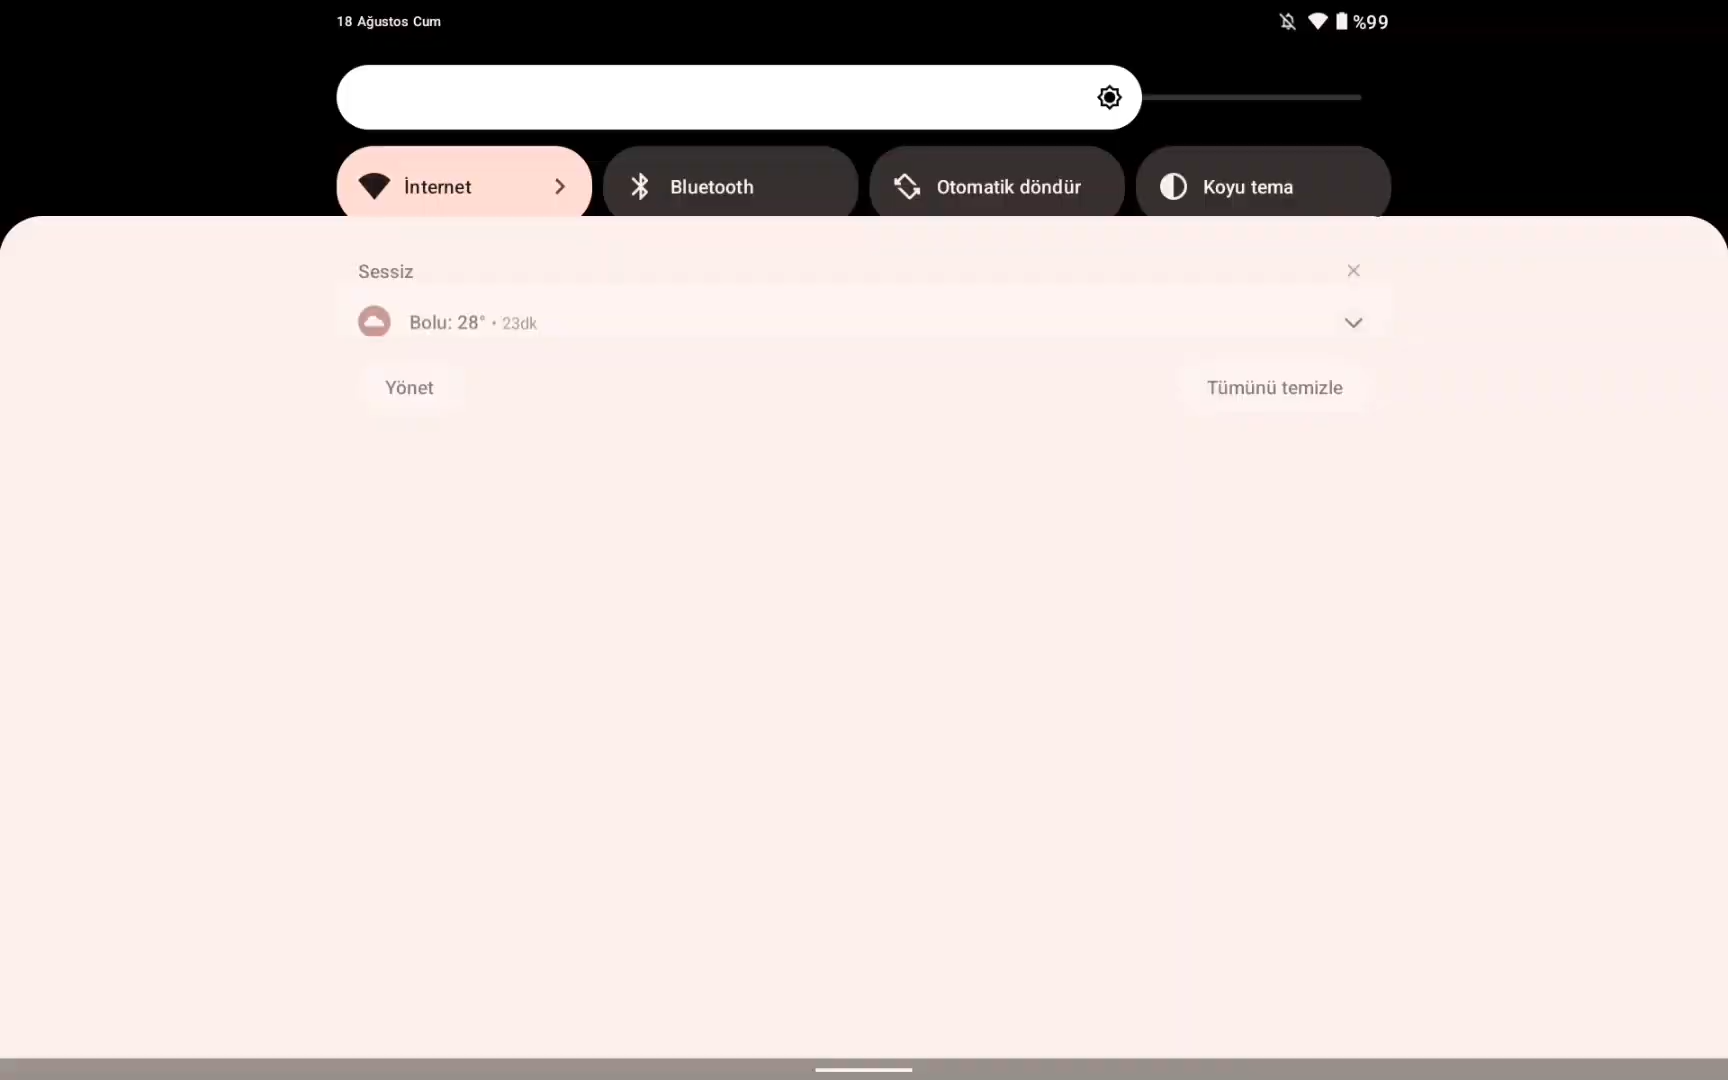 18 Ağustos Cum
%99
İnternet
Bluetooth
Otomatik döndür
Koyu tema
Sessiz
Bolu: 28° • 23dk
Yönet
Tümünü temizle